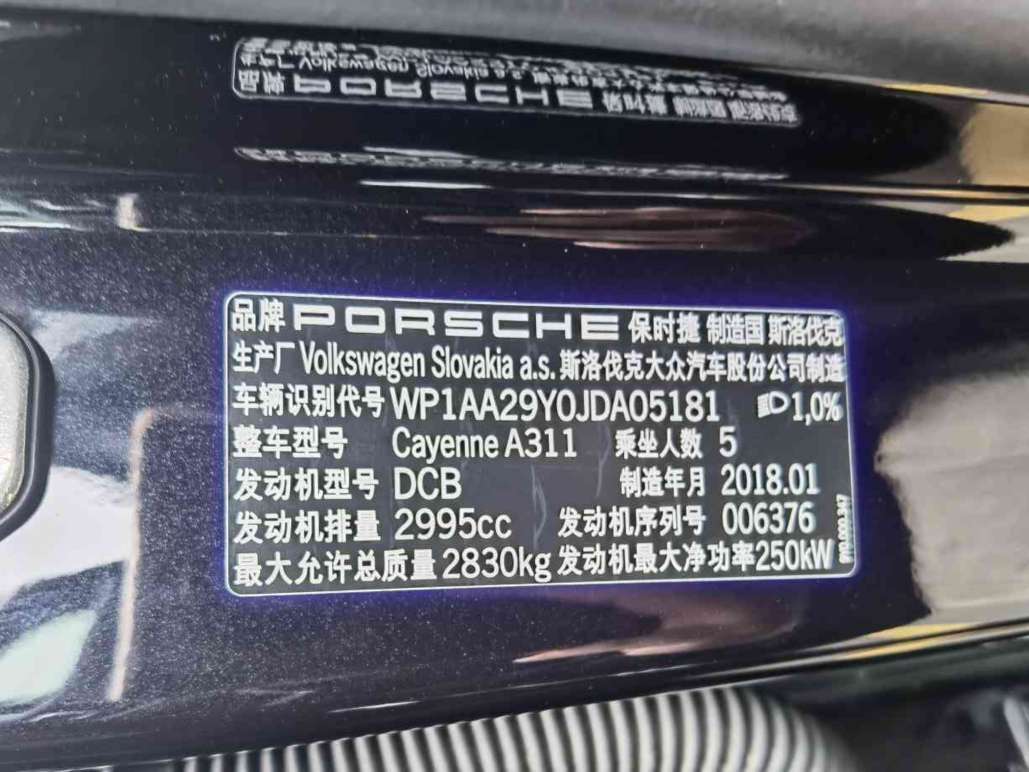 品牌 PORSCHE 保时捷 制造国 斯洛伐克
生产厂 Volkswagen Slovakia a.s. 斯洛伐克大众汽车股份公司制造
车辆识别代号 WP1AA29Y0JDA05181 1,0%
整车型号 Cayenne A311 乘坐人数 5
发动机型号 DCB 制造年月 2018.01
发动机排量 2995cc 发动机序列号 006376
最大允许总质量 2830kg 发动机最大净功率 250kW